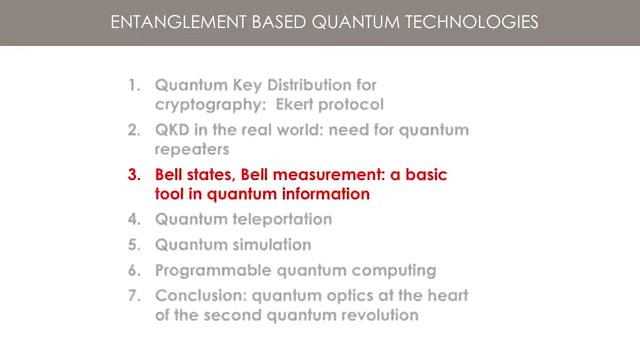 ENTANGLEMENT BASED QUANTUM TECHNOLOGIES
1. Quantum Key Distribution for
cryptography: Ekert protocol
2. QKD in the real world: need for quantum
repeaters
3. Bell states, Bell measurement: a basic
tool in quantum information
4. Quantum teleportation
5. Quantum simulation
6. Programmable quantum computing
7. Conclusion: quantum optics at the heart
of the second quantum revolution